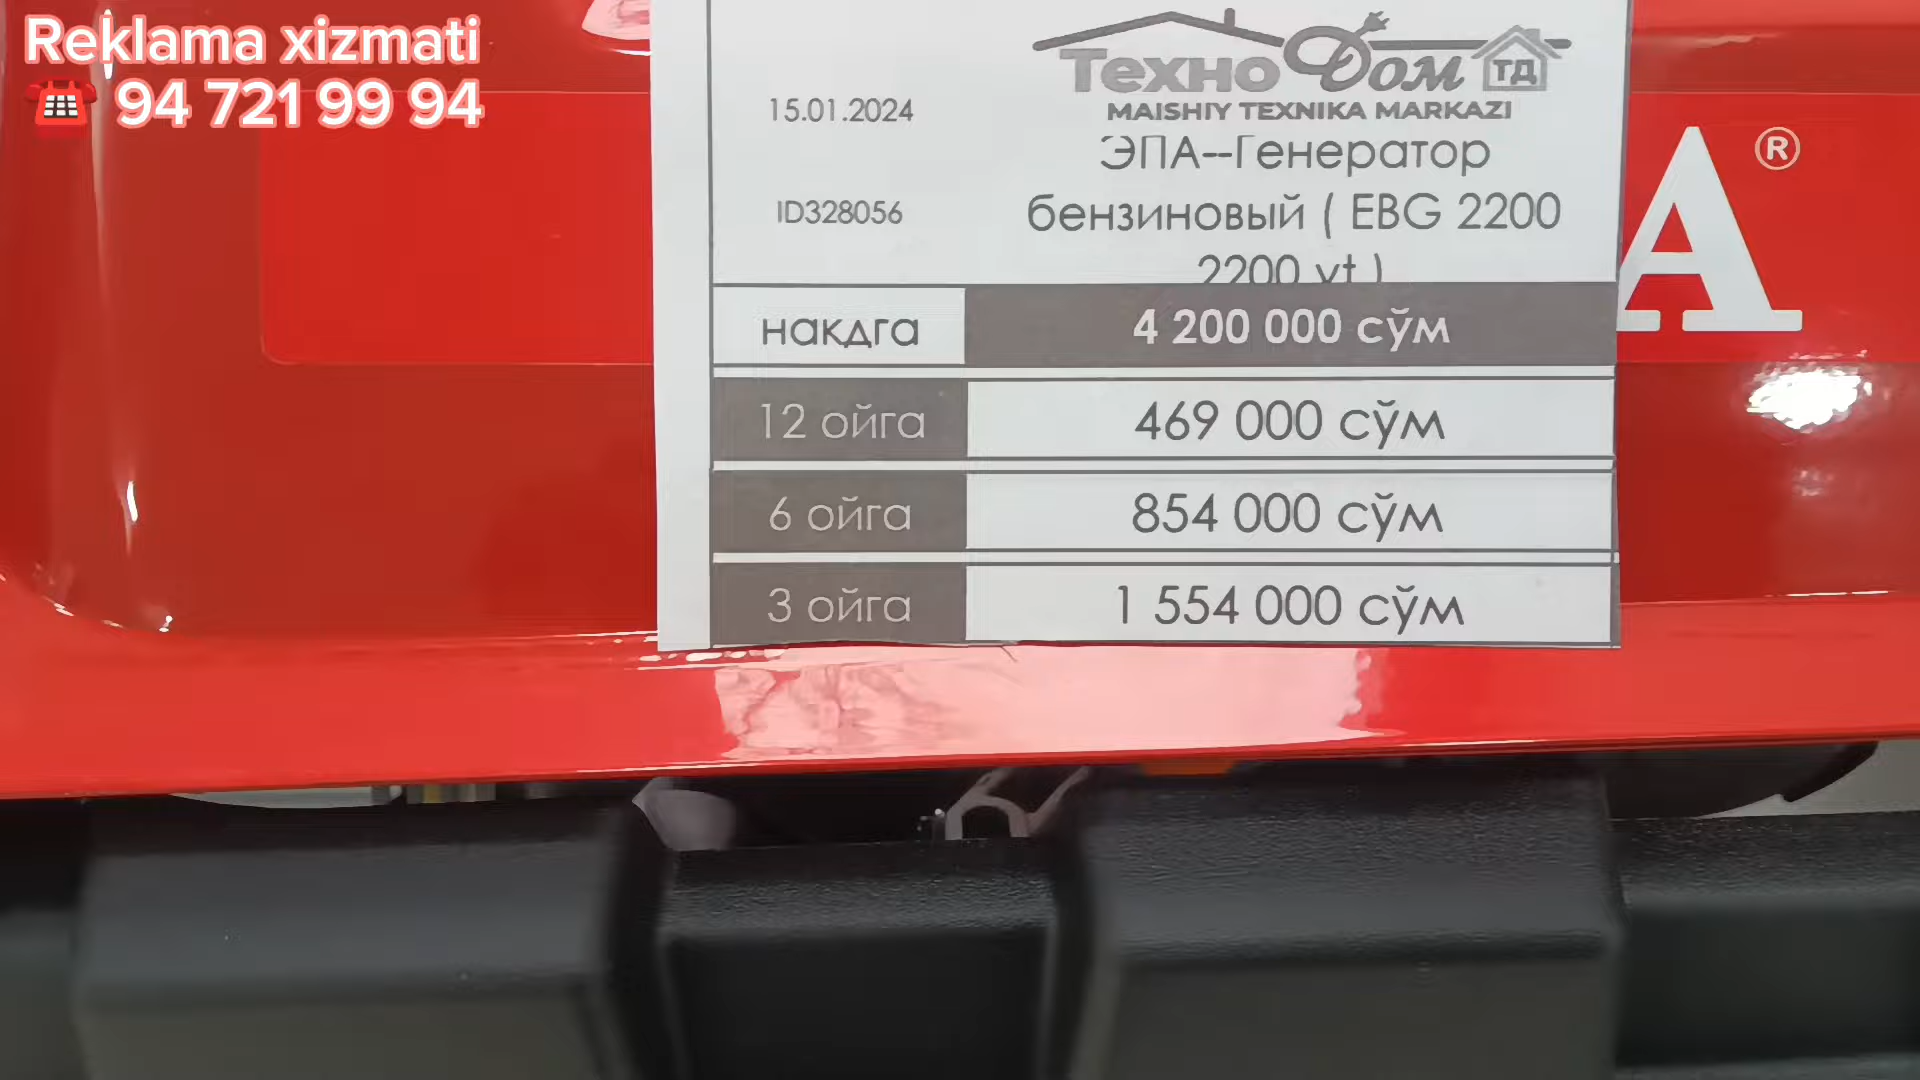 Reklama xizmati
☎ 94 721 99 94
Техно Дом ТД
MAISHIY TEXNIKA MARKAZI
15.01.2024
ЭПА--Генератор
ID328056
бензиновый ( EBG 2200
2200 vt )
накдга 4 200 000 сўм
12 ойга 469 000 сўм
6 ойга 854 000 сўм
3 ойга 1 554 000 сўм
A®